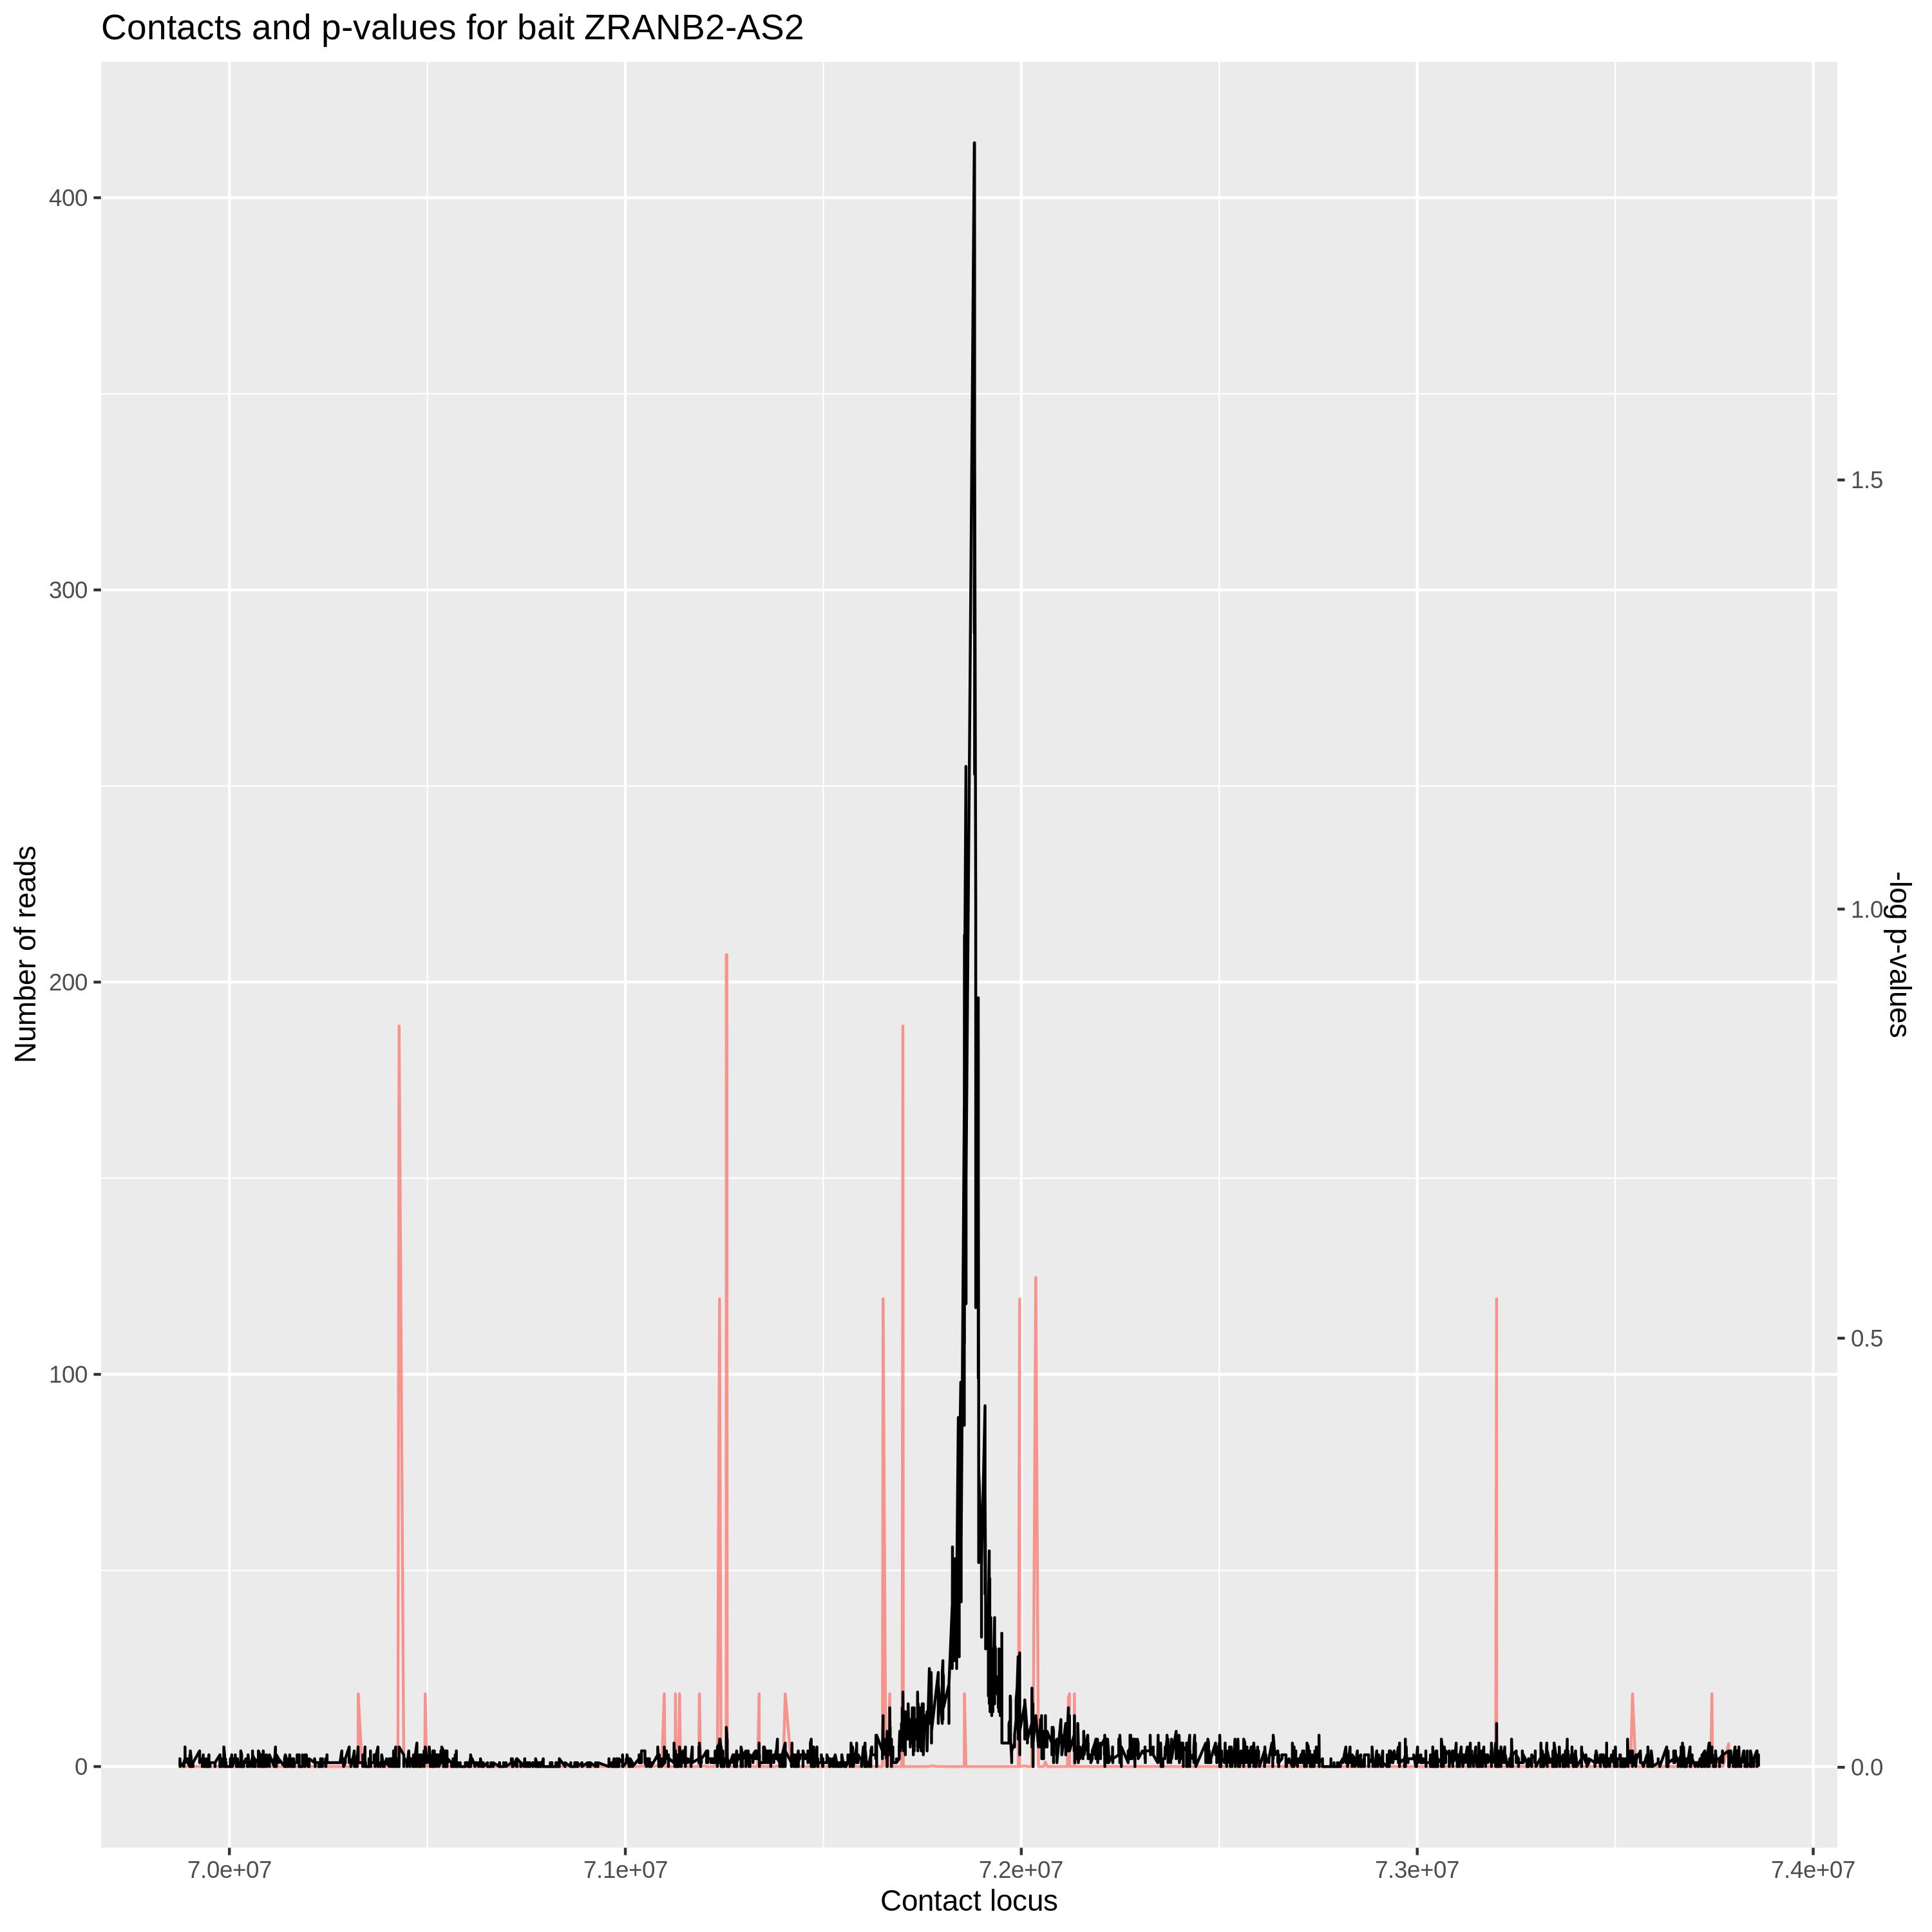 Contacts and p-values for bait ZRANB2-AS2
400
300
200
100
0
Number of reads
1.5
1.0
0.5
0.0
-log p-values
7.0e+07
7.1e+07
7.2e+07
7.3e+07
7.4e+07
Contact locus